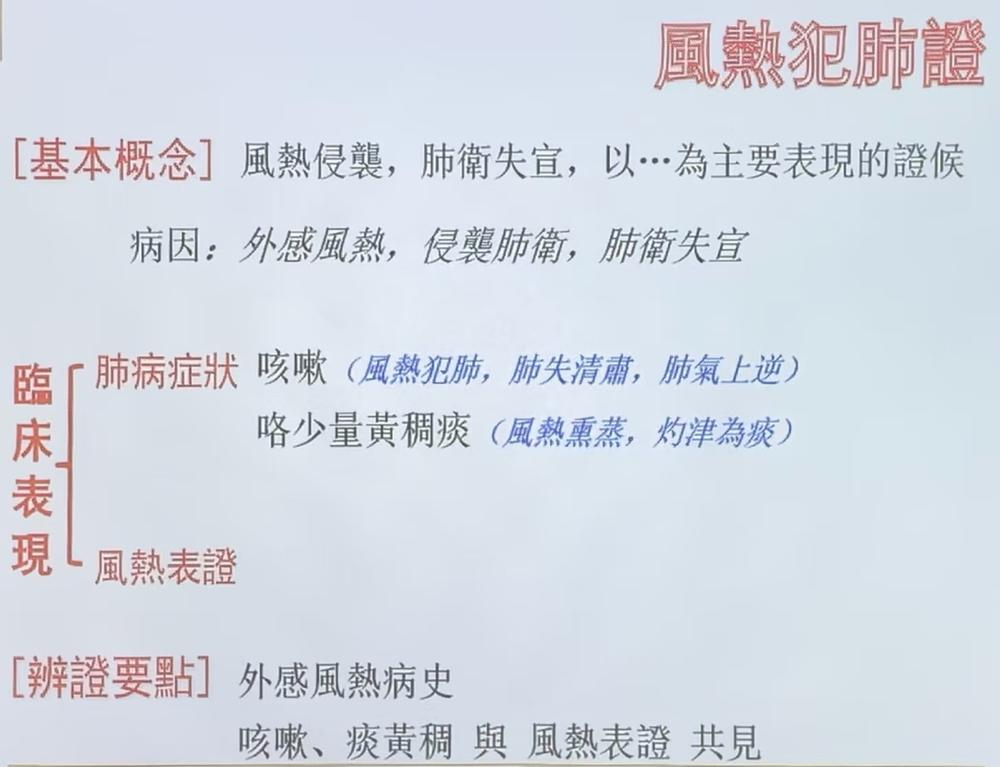 風熱犯肺證
[基本概念] 風熱侵襲，肺衛失宣，以…為主要表現的證候
病因：外感風熱，侵襲肺衛，肺衛失宣
臨床表現
肺病症狀 咳嗽（風熱犯肺，肺失清肅，肺氣上逆）
咯少量黃稠痰（風熱熏蒸，灼津為痰）
風熱表證
[辨證要點] 外感風熱病史
咳嗽、痰黃稠 與 風熱表證 共見